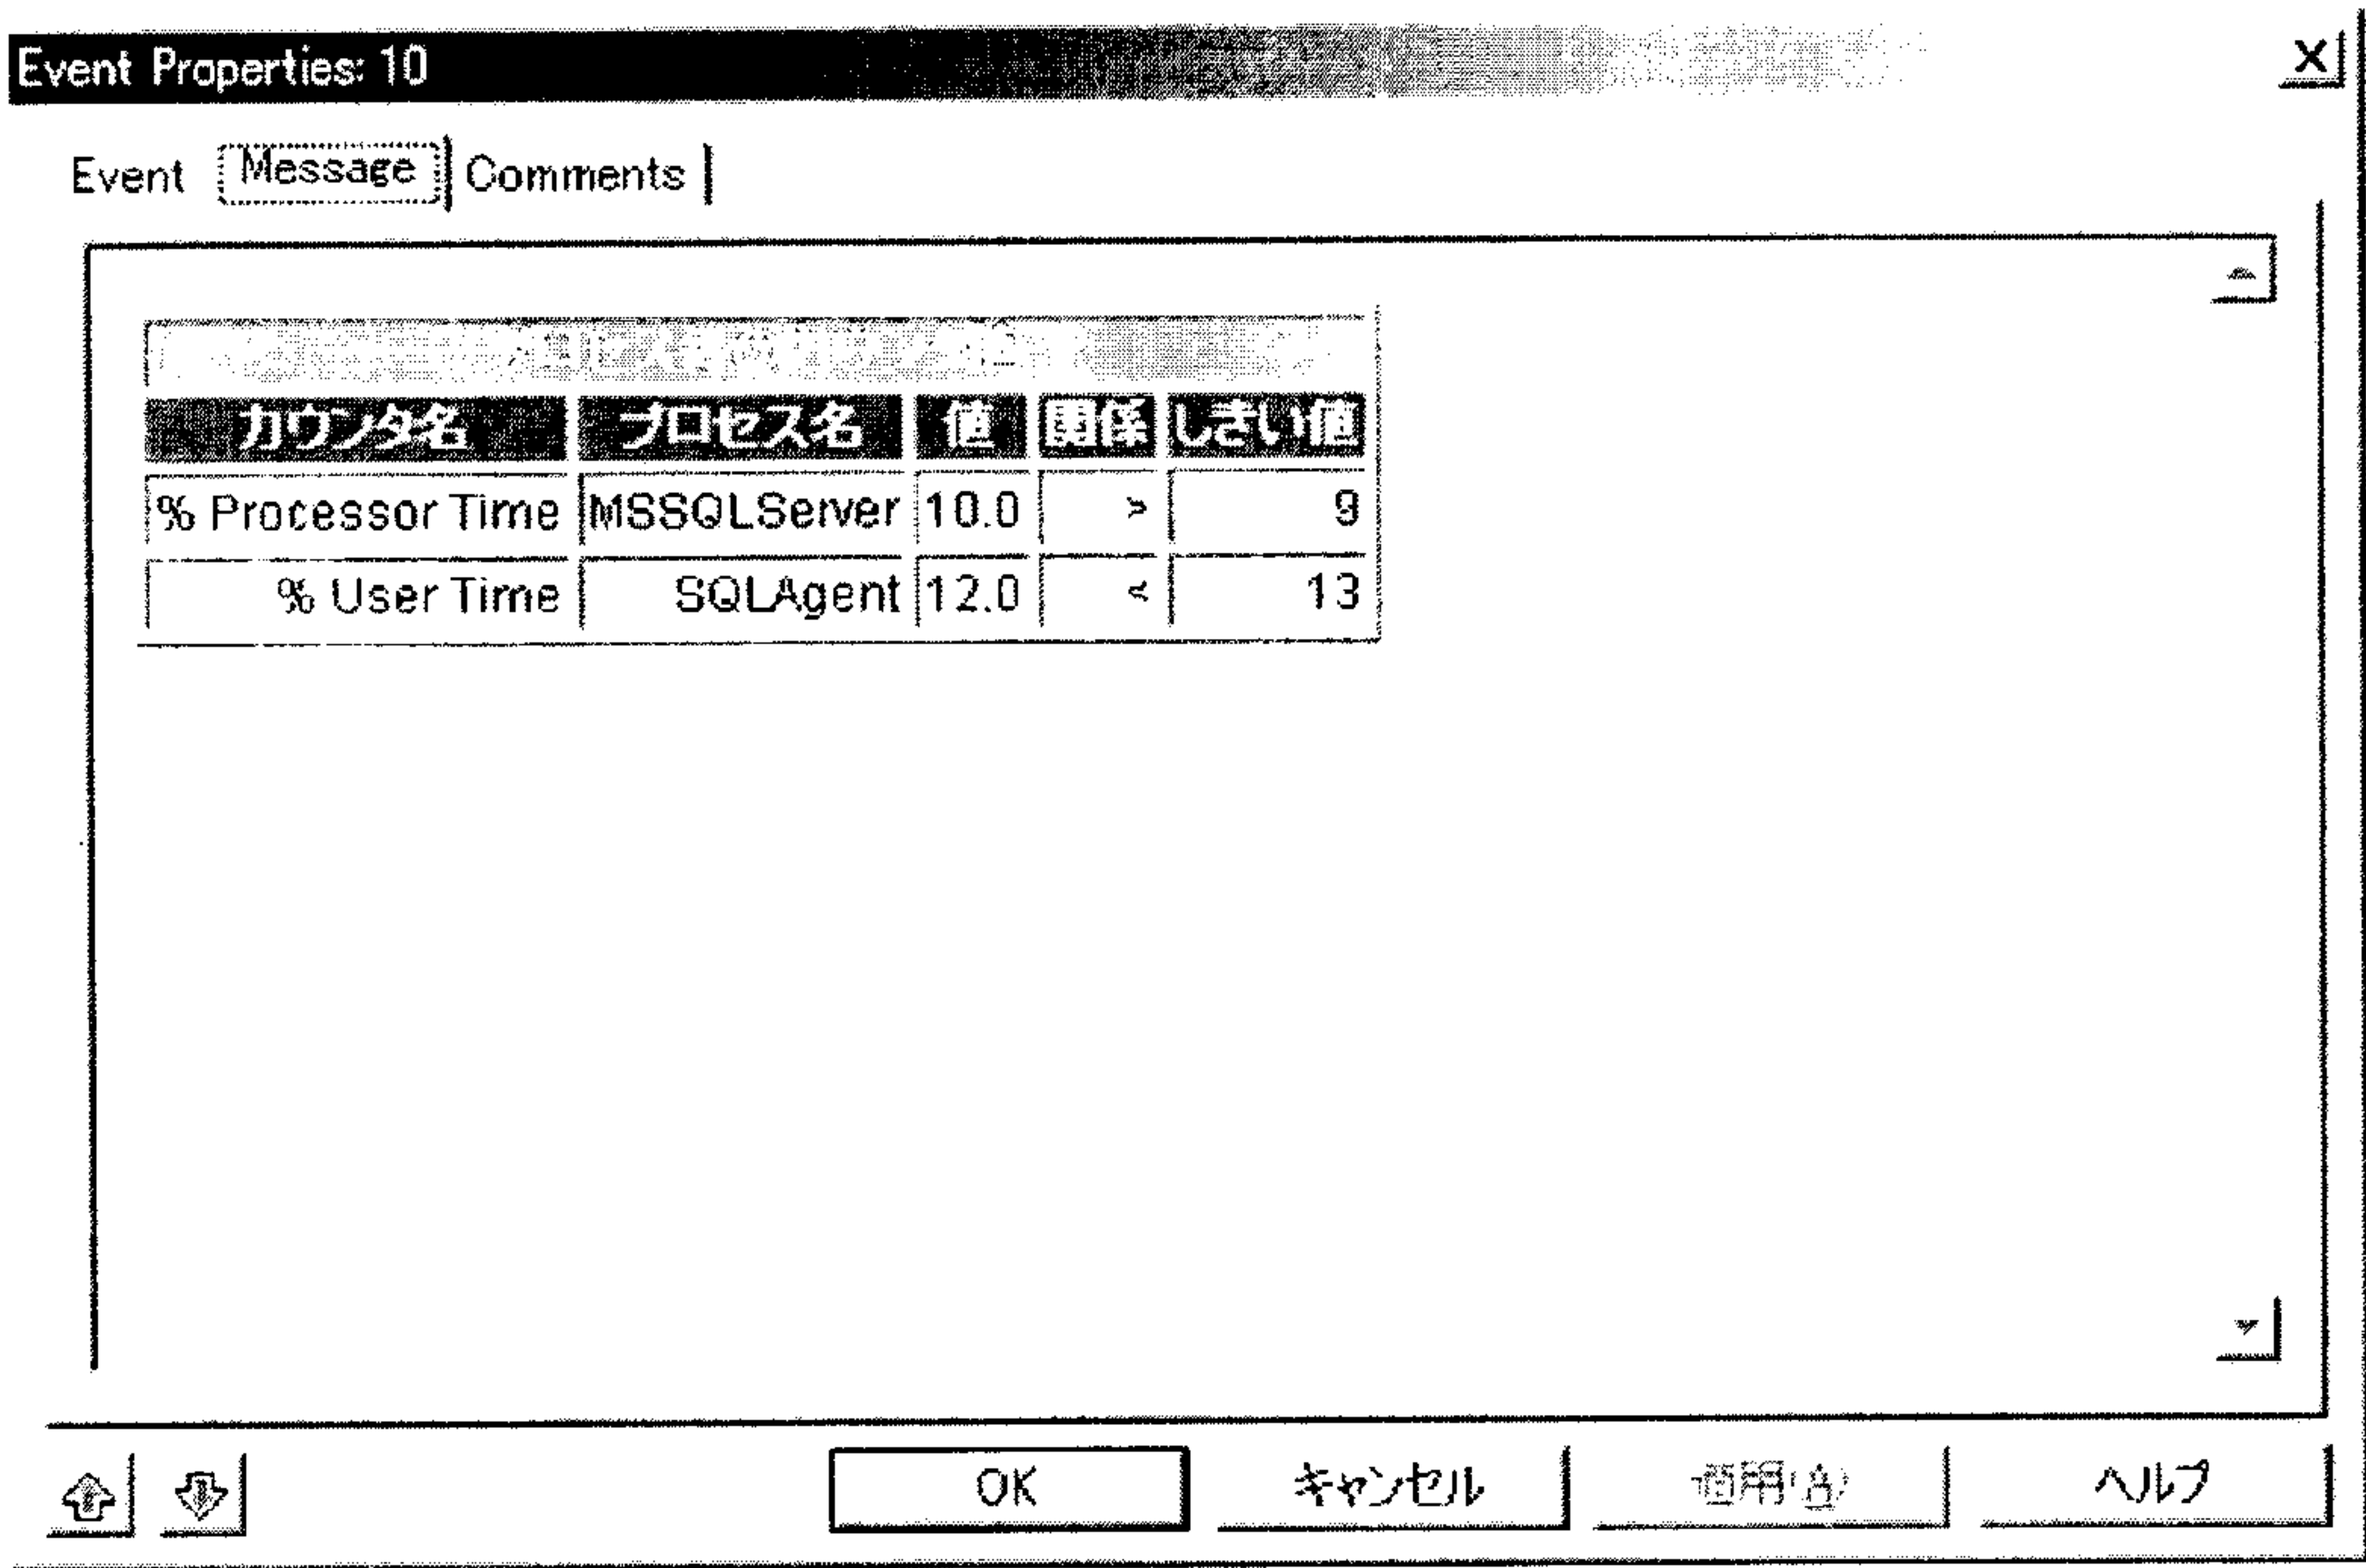 Event Properties: 10
X
Event Message Comments
カウンタ名 プロセス名 値 関係 しきい値
% Processor Time MSSQLServer 10.0 > 9
% User Time SQLAgent 12.0 < 13
OK キャンセル 適用(A) ヘルプ